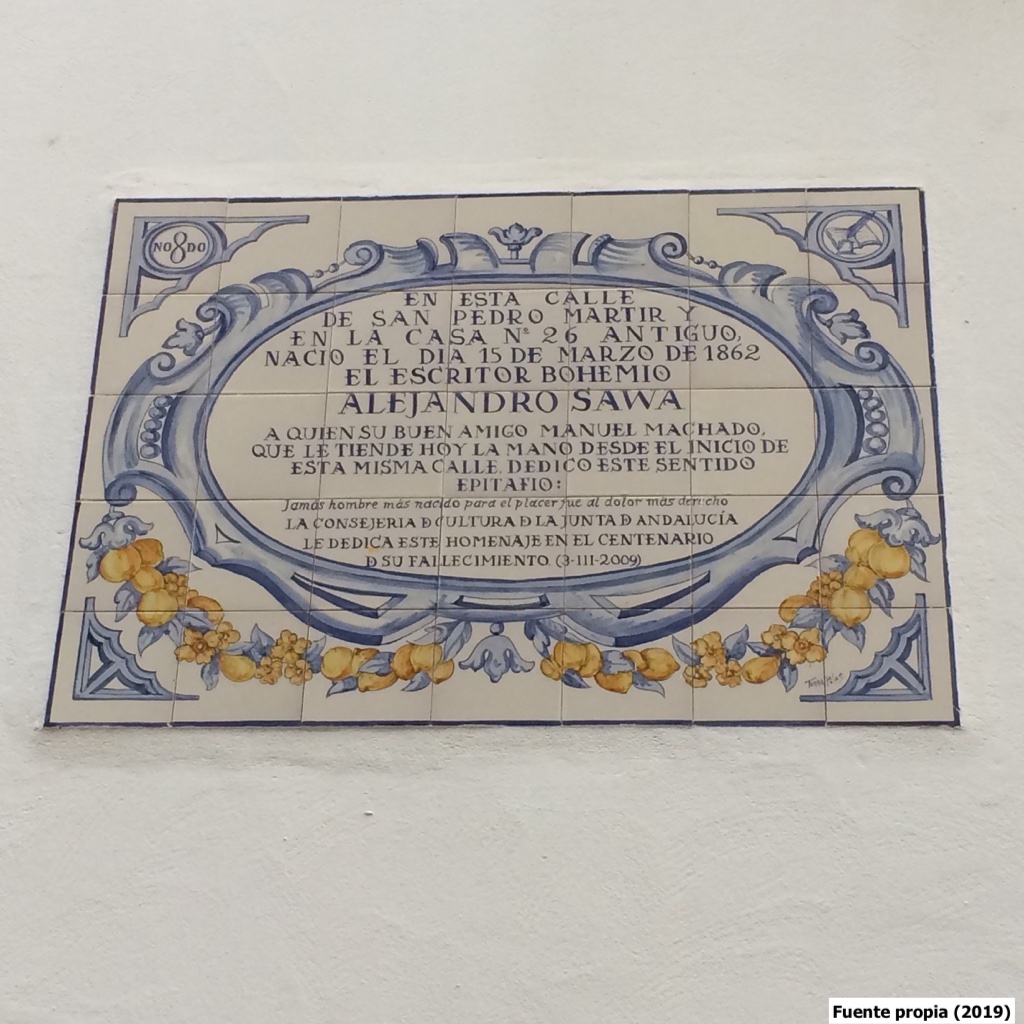 NO8DO
EN ESTA CALLE
DE SAN PEDRO MARTIR Y
EN LA CASA Nº 26 ANTIGUO,
NACIO EL DIA 15 DE MARZO DE 1862
EL ESCRITOR BOHEMIO
ALEJANDRO SAWA
A QUIEN SU BUEN AMIGO MANUEL MACHADO,
QUE LE TIENDE HOY LA MANO DESDE EL INICIO DE
ESTA MISMA CALLE, DEDICO ESTE SENTIDO
EPITAFIO:
Jamás hombre más nacido para el placer fue al dolor más derecho
LA CONSEJERIA D CULTURA D LA JUNTA D ANDALUCÍA
LE DEDICA ESTE HOMENAJE EN EL CENTENARIO
D SU FALLECIMIENTO. (3-III-2009)
Fuente propia (2019)